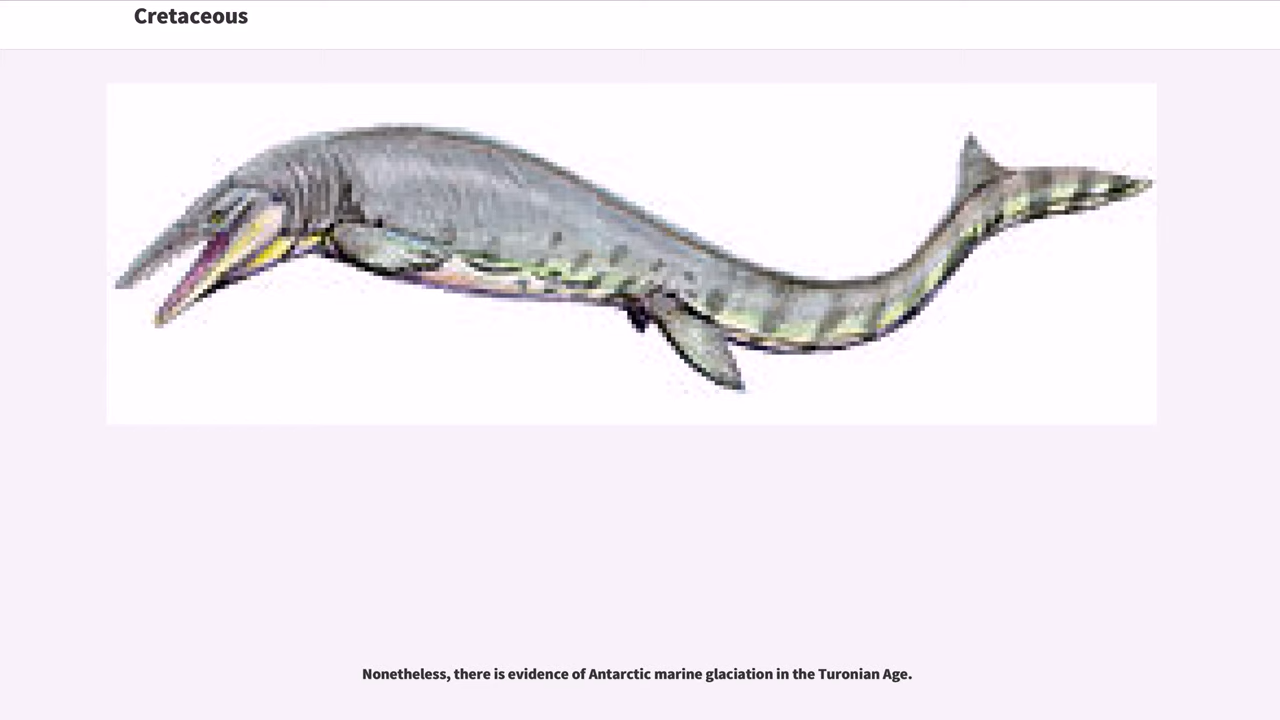 Cretaceous
Nonetheless, there is evidence of Antarctic marine glaciation in the Turonian Age.